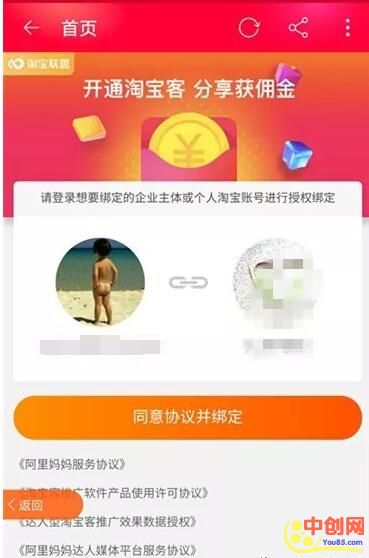 首页
淘宝联盟
开通淘宝客 分享获佣金
请登录想要绑定的企业主体或个人淘宝账号进行授权绑定
同意协议并绑定
《阿里妈妈服务协议》
《淘宝客推广软件产品使用许可协议》
返回
《达人型淘宝客推广效果数据授权》
《阿里妈妈达人媒体平台服务协议》
中创网
You85.com